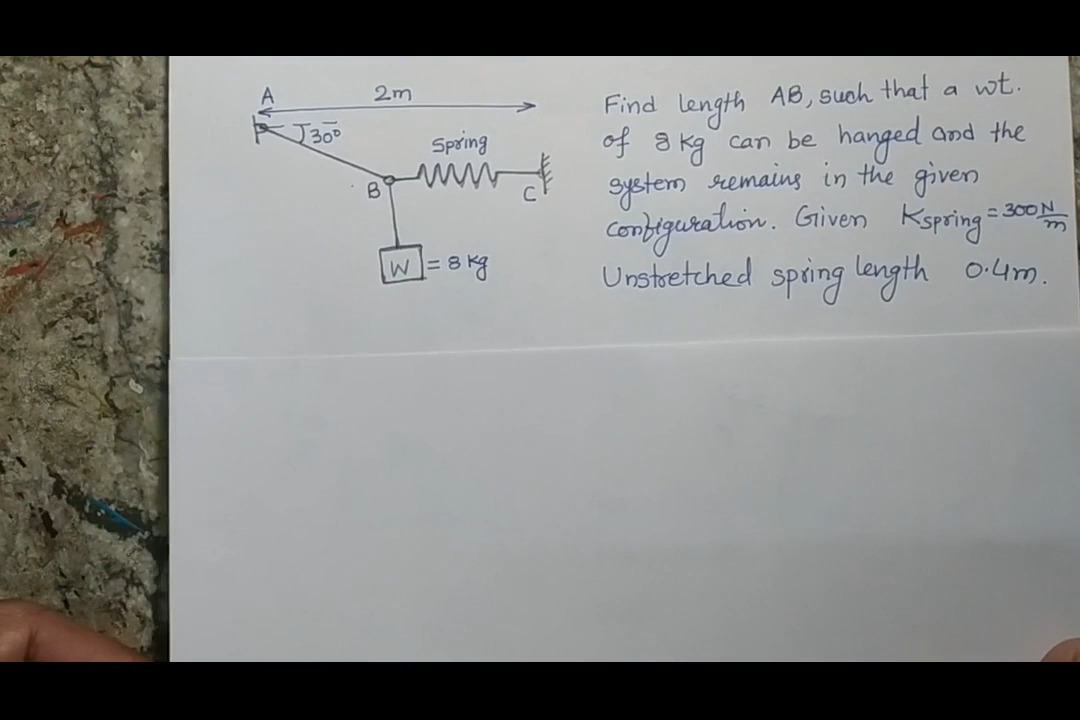 A
2m
30°
Spring
B
C
W = 8 kg
Find length AB, such that a wt.
of 8 kg can be hanged and the
system remains in the given
configuration. Given Kspring = 300 N/m
Unstretched spring length 0.4m.